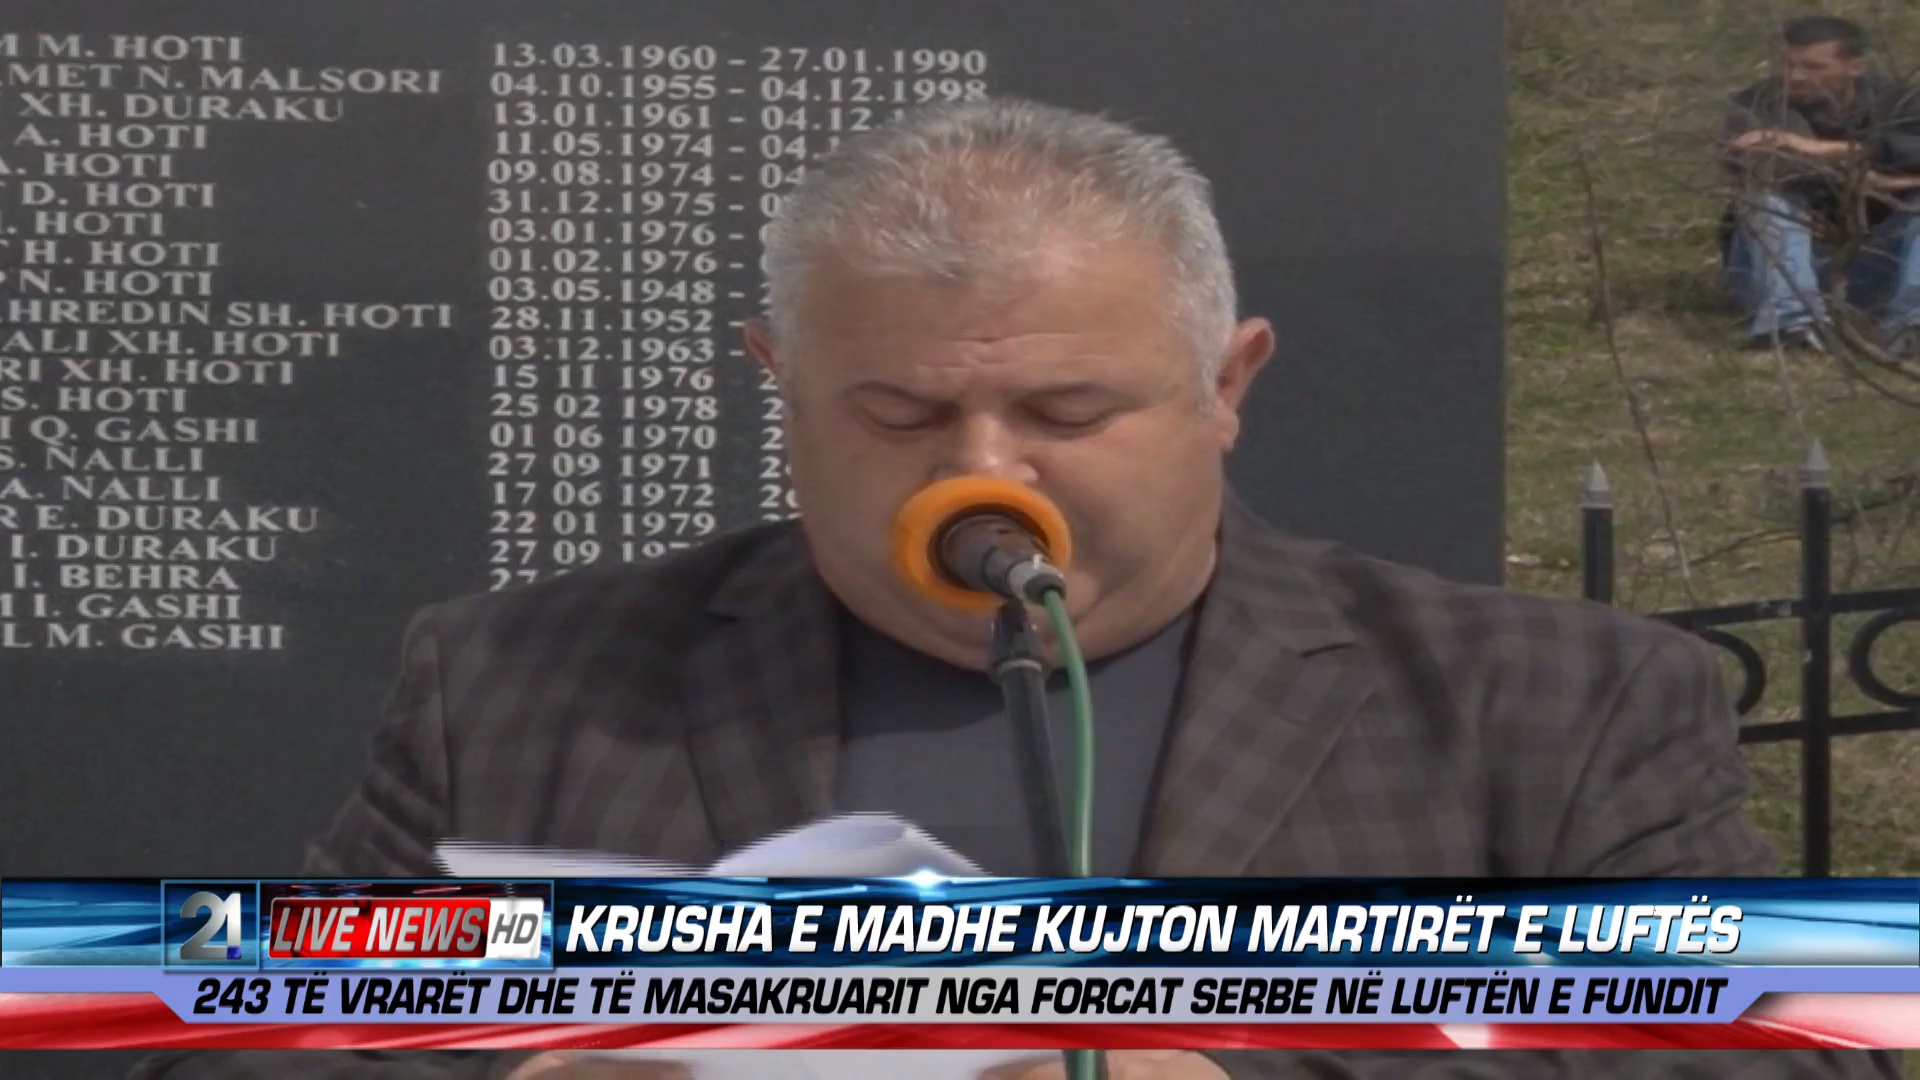 M. HOTI 13.03.1960 - 27.01.1990
N. MALSORI 04.10.1955 - 04.12.1998
XH. DURAKU 13.01.1961 - 04.12.
A. HOTI 11.05.1974 - 04.
HOTI 09.08.1974 - 04
D. HOTI 31.12.1975 -
HOTI 03.01.1976 -
H. HOTI 01.02.1976 -
N. HOTI 03.05.1948 -
HREDIN SH. HOTI 28.11.1952 -
ALI XH. HOTI 03.12.1963 -
RI XH. HOTI 15 11 1976
S. HOTI 25 02 1978
Q. GASHI 01 06 1970
S. NALLI 27 09 1971
A. NALLI 17 06 1972
E. DURAKU 22 01 1979
I. DURAKU 27 09
I. BEHRA 27
I. GASHI
L M. GASHI
21 LIVE NEWS HD KRUSHA E MADHE KUJTON MARTIRËT E LUFTËS
243 TË VRARËT DHE TË MASAKRUARIT NGA FORCAT SERBE NË LUFTËN E FUNDIT